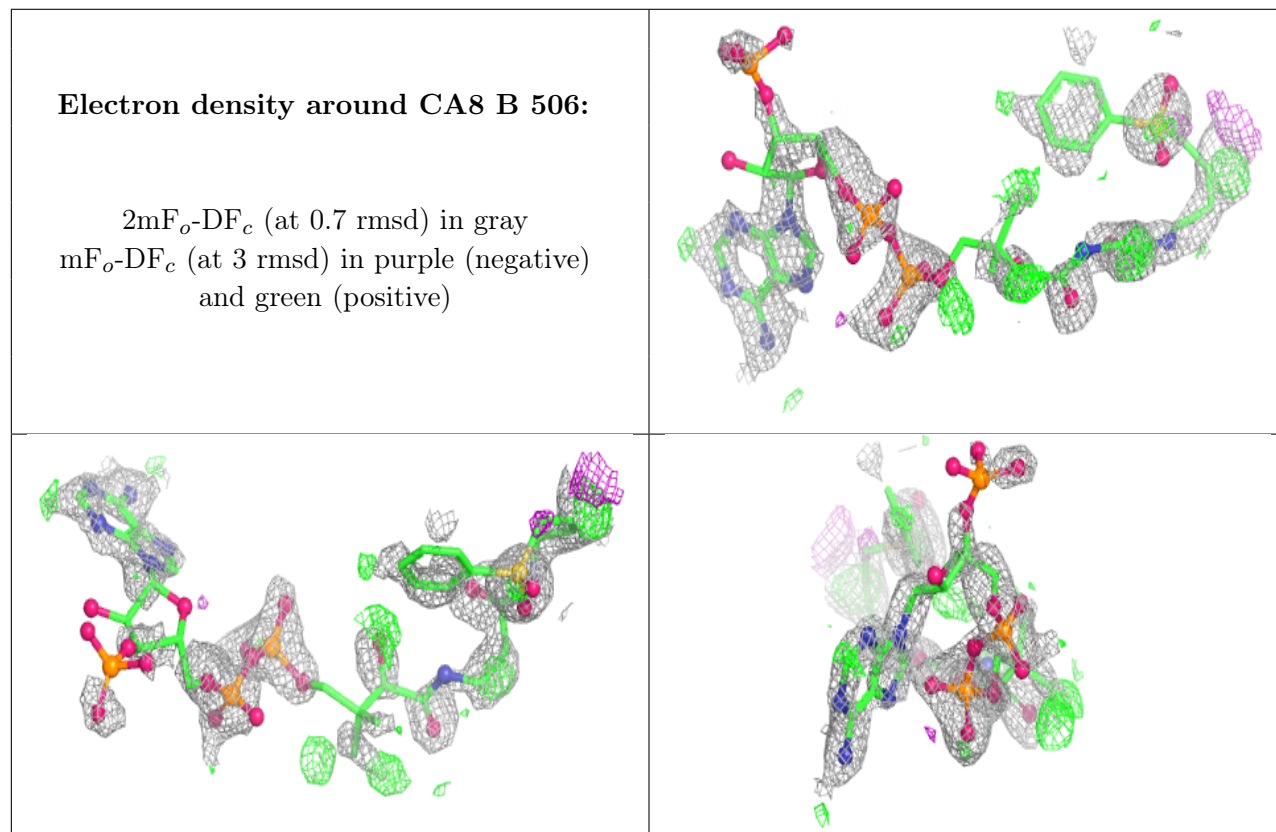 Electron density around CA8 B 506:
2mFo-DFc (at 0.7 rmsd) in gray
mFo-DFc (at 3 rmsd) in purple (negative)
and green (positive)